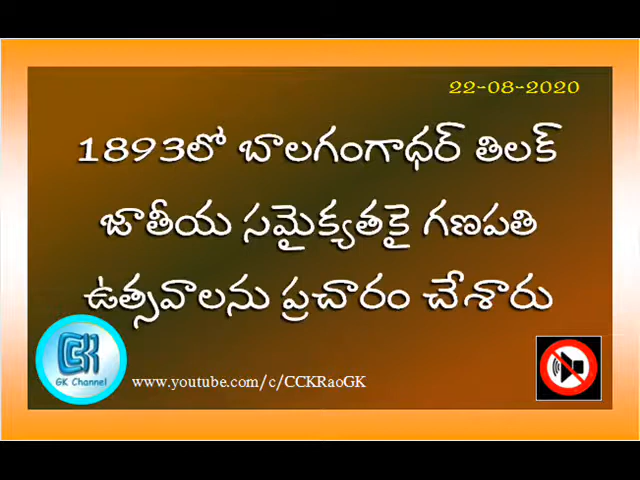 22-08-2020
1893లో బాలగంగాధర్ తిలక్
జాతీయ సమైక్యతకై గణపతి
ఉత్సవాలను ప్రచారం చేశారు
GK Channel
www.youtube.com/c/CCKRaoGK